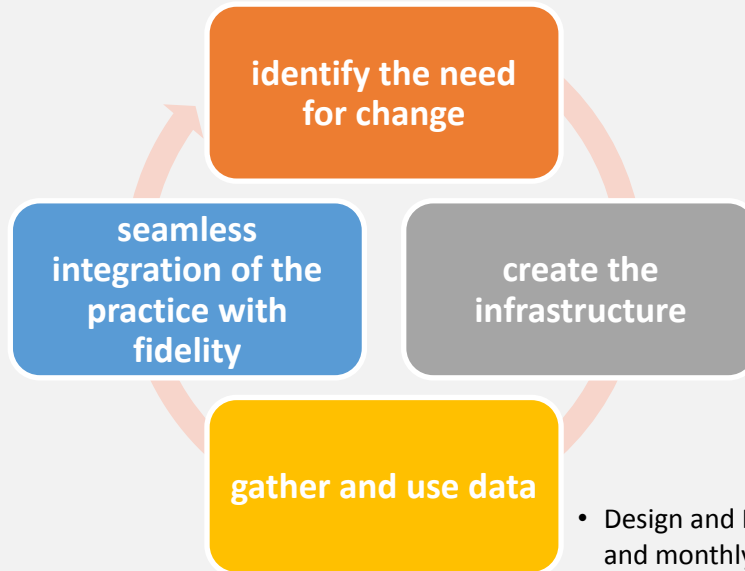 identify the need
for change
seamless
integration of the
practice with
fidelity
create the
infrastructure
gather and use data
• Design and
and monthly